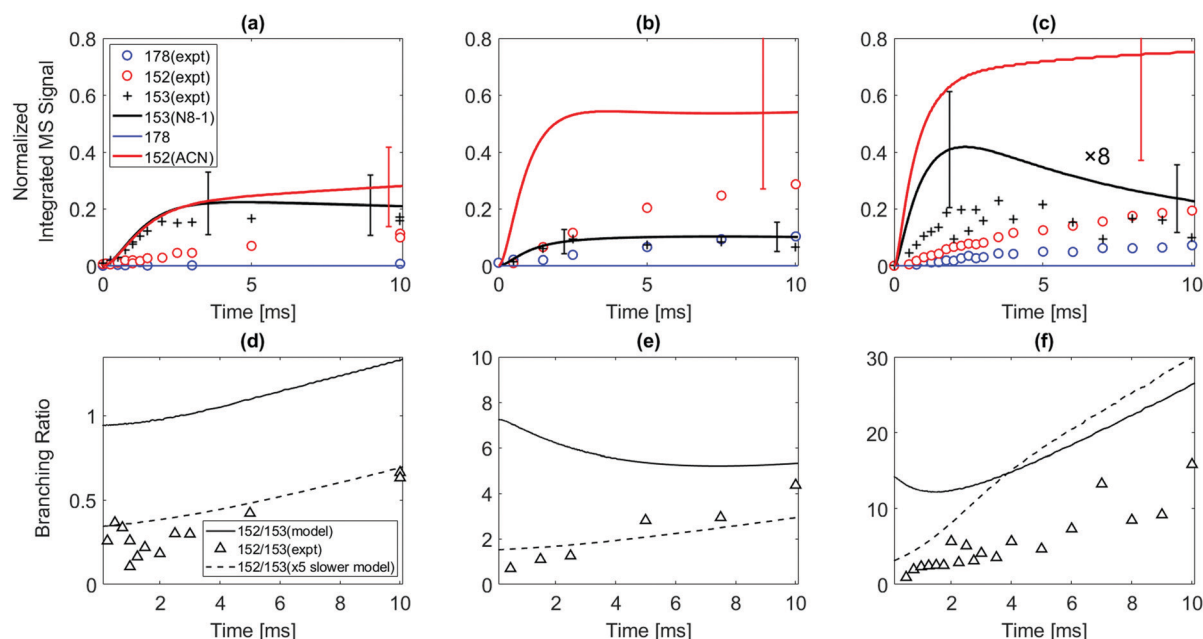 (a)
(b)
(c)
Normalized
Integrated MS Signal
0.8
0.6
0.4
0.2
0
178(expt)
152(expt)
153(expt)
153(N8-1)
178
152(ACN)
0
5
10
Time [ms]
0.8
0.6
0.4
0.2
0
0
5
10
Time [ms]
0.8
0.6
0.4
0.2
0
×8
0
5
10
Time [ms]
(d)
(e)
(f)
Branching Ratio
1
0.5
0
152/153(model)
152/153(expt)
152/153(x5 slower model)
2
4
6
8
10
Time [ms]
10
8
6
4
2
0
2
4
6
8
10
Time [ms]
30
20
10
0
2
4
6
8
10
Time [ms]